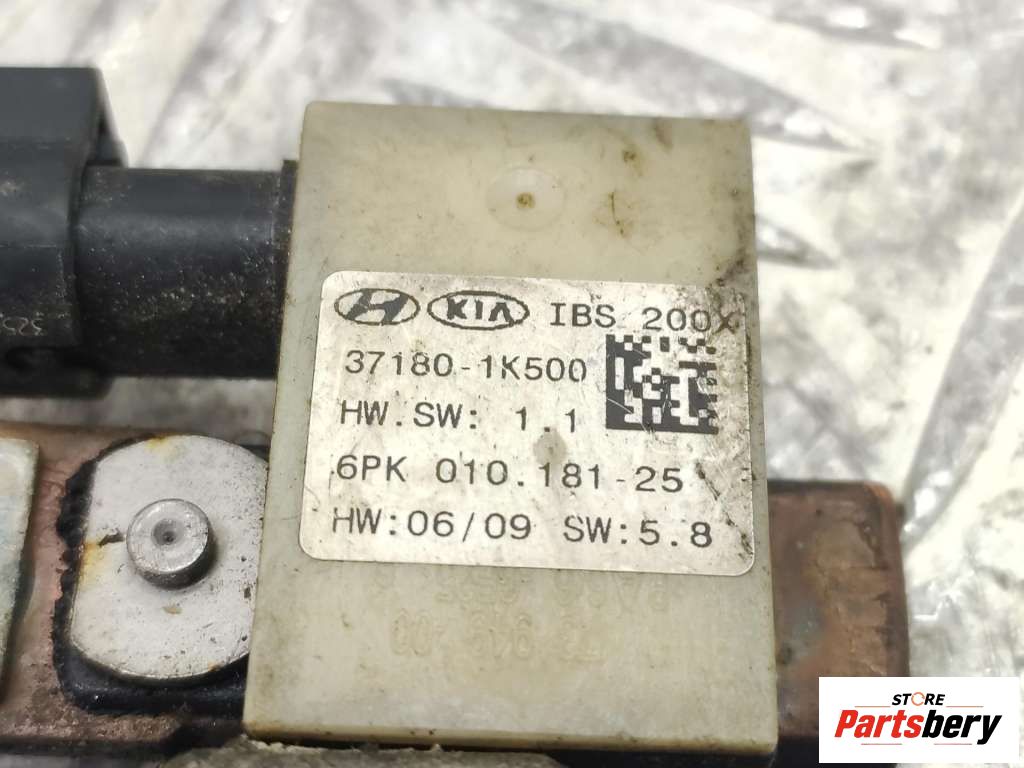 KIA IBS 200X
37180-1K500
HW.SW: 1.1
6PK 010.181-25
HW:06/09 SW:5.8
STORE
Partsbery